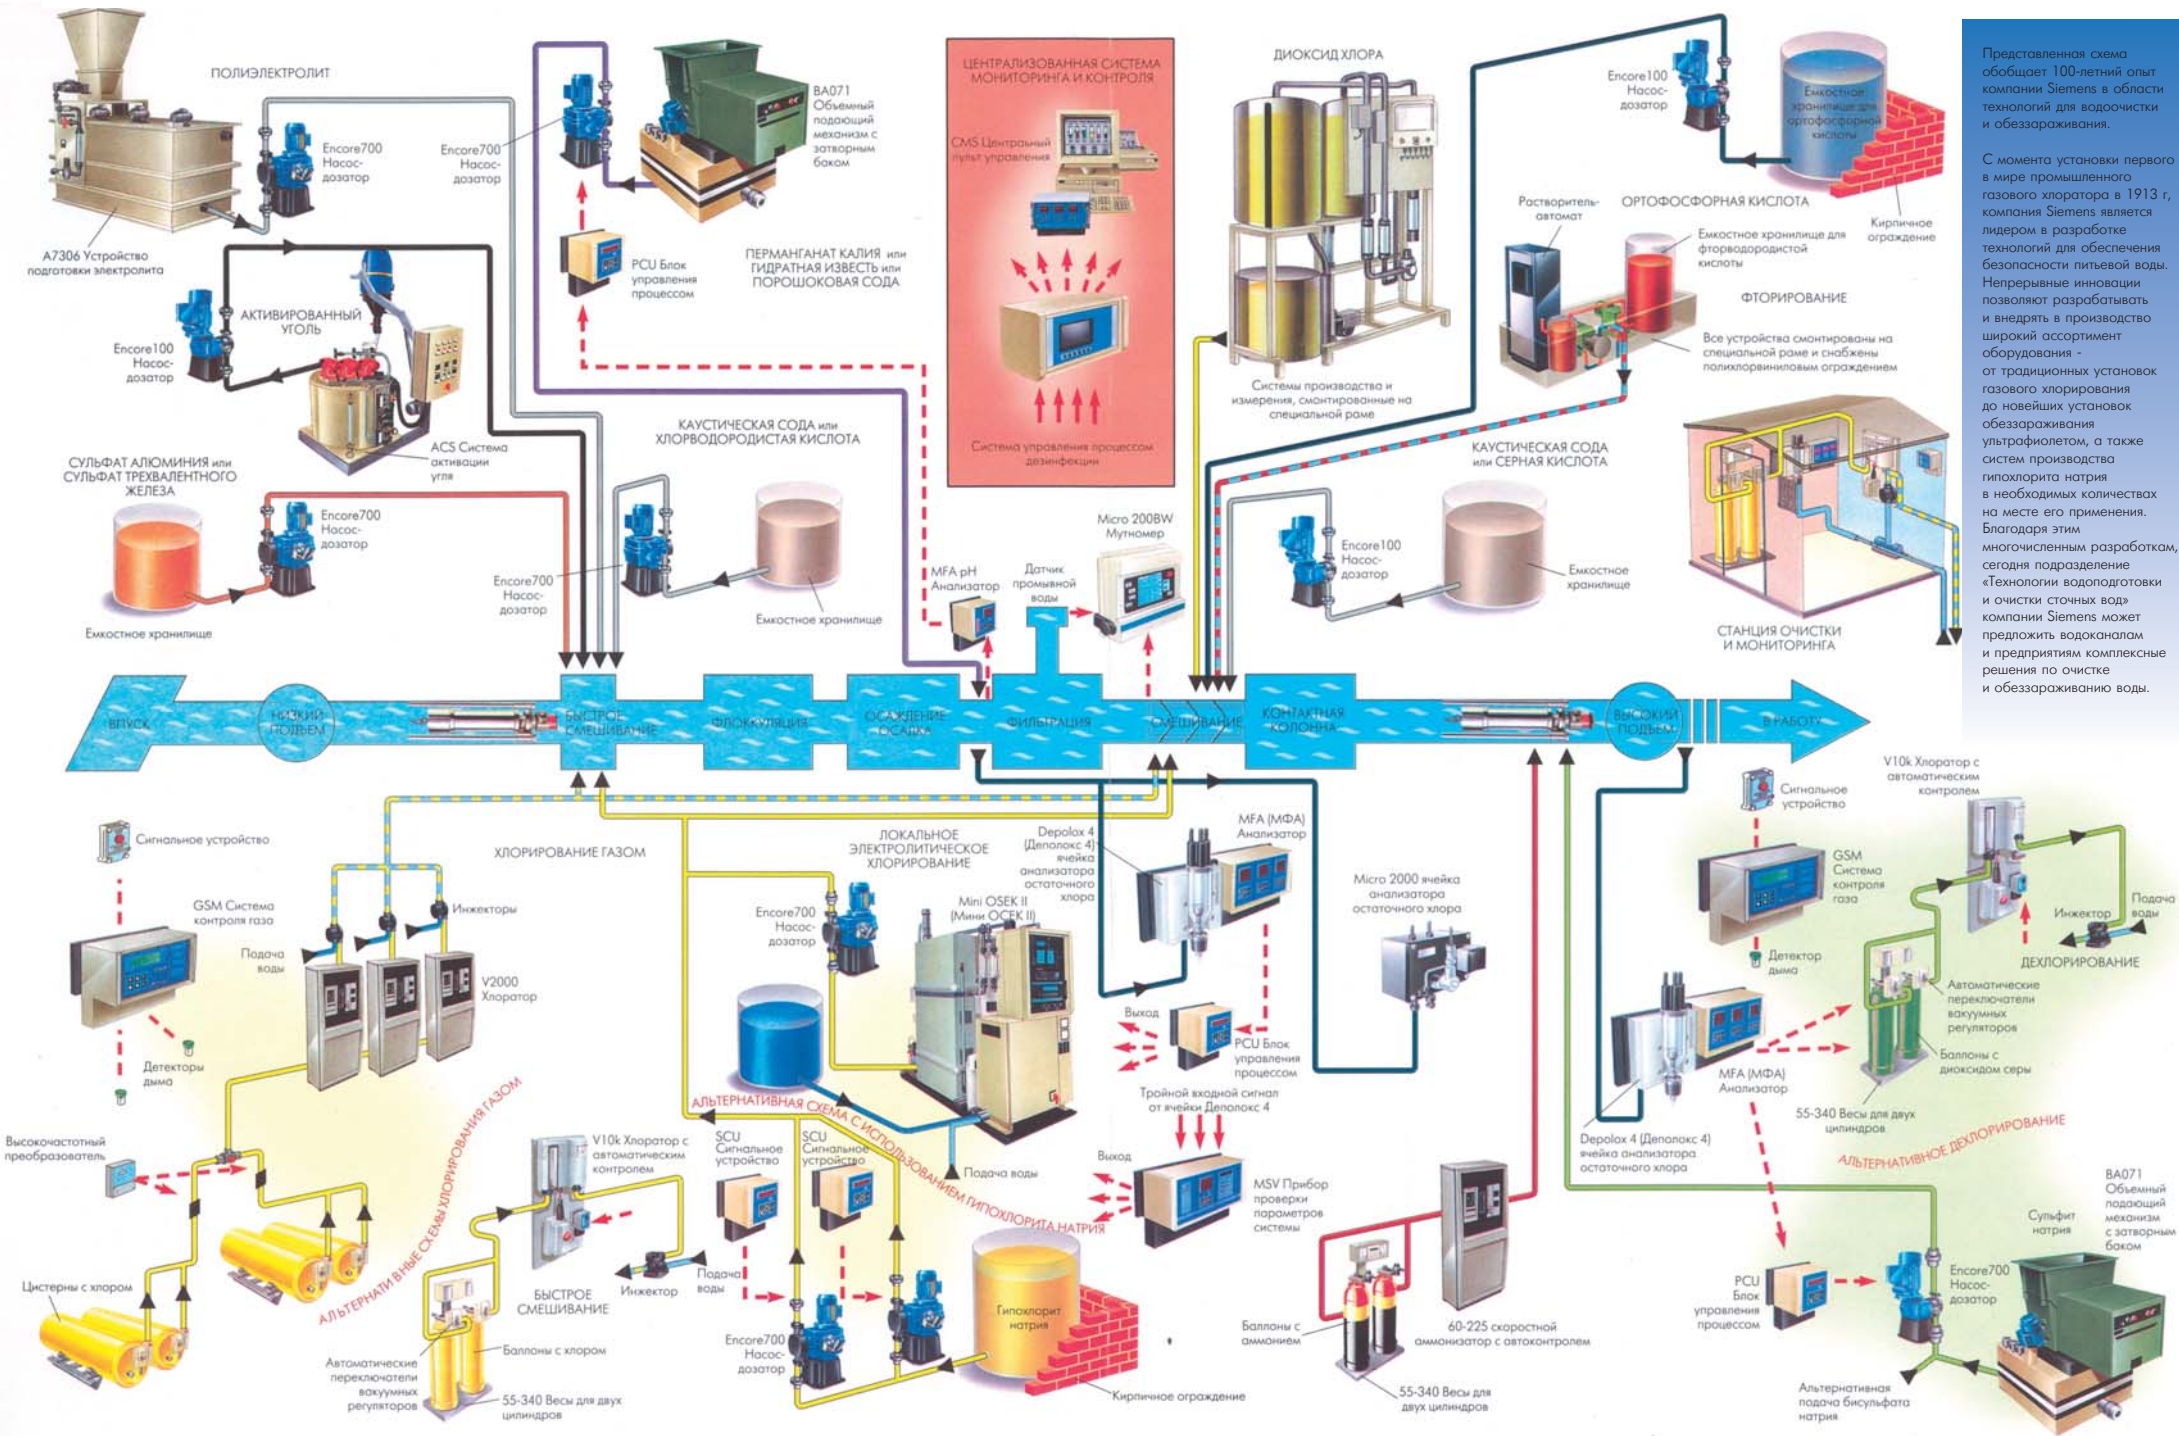 ПОЛИЭЛЕКТРОЛИТ
Encore700
Насос-
дозатор
А7306 Устройство
подготовки электролита
Encore700
Насос-
дозатор
BA071
Объемный
подающий
механизм с
затворным
баком
PCU Блок
управления
процессом
ПЕРМАНГАНАТ КАЛИЯ или
ГИДРАТНАЯ ИЗВЕСТЬ или
ПОРОШОКОВАЯ СОДА
АКТИВИРОВАННЫЙ
УГОЛЬ
Encore100
Насос-
дозатор
ACS Система
активации
угля
СУЛЬФАТ АЛЮМИНИЯ или
СУЛЬФАТ ТРЕХВАЛЕНТНОГО
ЖЕЛЕЗА
Encore700
Насос-
дозатор
Емкостное хранилище
КАУСТИЧЕСКАЯ СОДА или
ХЛОРВОДОРОДИСТАЯ КИСЛОТА
Encore700
Насос-
дозатор
Емкостное хранилище
ЦЕНТРАЛИЗОВАННАЯ СИСТЕМА
МОНИТОРИНГА И КОНТРОЛЯ
CMS Центральный
пульт управления
Система управления процессом
дезинфекции
MFA pH
Анализатор
Датчик
промывной
воды
Micro 200BW
Мутномер
ДИОКСИД ХЛОРА
Системы производства и
измерения, смонтированные на
специальной раме
Encore100
Насос-
дозатор
Емкостное
хранилище для
ортофосфорной
кислоты
Кирпичное
ограждение
ОРТОФОСФОРНАЯ КИСЛОТА
Растворитель-
автомат
Емкостное хранилище для
фторводородистой
кислоты
ФТОРИРОВАНИЕ
Все устройства смонтированы на
специальной раме и снабжены
полихлорвиниловым ограждением
КАУСТИЧЕСКАЯ СОДА
или СЕРНАЯ КИСЛОТА
Encore100
Насос-
дозатор
Емкостное
хранилище
СТАНЦИЯ ОЧИСТКИ
И МОНИТОРИНГА
Представленная схема
обобщает 100-летний опыт
компании Siemens в области
технологий для водоочистки
и обеззараживания.
С момента установки первого
в мире промышленного
газового хлоратора в 1913 г,
компания Siemens является
лидером в разработке
технологий для обеспечения
безопасности питьевой воды.
Непрерывные инновации
позволяют разрабатывать
и внедрять в производство
широкий ассортимент
оборудования -
от традиционных установок
газового хлорирования
до новейших установок
обеззараживания
ультрафиолетом, а также
систем производства
гипохлорита натрия
в необходимых количествах
на месте его применения.
Благодаря этим
многочисленным разработкам,
сегодня подразделение
«Технологии водоподготовки
и очистки сточных вод»
компании Siemens может
предложить водоканалам
и предприятиям комплексные
решения по очистке
и обеззараживанию воды.
ВПУСК
НИЗКИЙ
ПОДЪЕМ
БЫСТРОЕ
СМЕШИВАНИЕ
ФЛОККУЛЯЦИЯ
ОСАЖДЕНИЕ
ОСАДКА
ФИЛЬТРАЦИЯ
СМЕШИВАНИЕ
КОНТАКТНАЯ
КОЛОННА
ВЫСОКИЙ
ПОДЪЕМ
В РАБОТУ
Сигнальное устройство
GSM Система
контроля газа
Детекторы
дыма
ХЛОРИРОВАНИЕ ГАЗОМ
Инжекторы
Подача
воды
V2000
Хлоратор
Высокочастотный
преобразователь
Цистерны с хлором
АЛЬТЕРНАТИВНЫЕ СХЕМЫ ХЛОРИРОВАНИЯ ГАЗОМ
V10k Хлоратор с
автоматическим
контролем
БЫСТРОЕ
СМЕШИВАНИЕ
Инжектор
Подача
воды
Баллоны с хлором
Автоматические
переключатели
вакуумных
регуляторов
55-340 Весы для двух
цилиндров
ЛОКАЛЬНОЕ
ЭЛЕКТРОЛИТИЧЕСКОЕ
ХЛОРИРОВАНИЕ
Encore700
Насос-
дозатор
Mini OSEK II
(Мини ОСЕК II)
Подача воды
АЛЬТЕРНАТИВНАЯ СХЕМА С ИСПОЛЬЗОВАНИЕМ ГИПОХЛОРИТА НАТРИЯ
SCU
Сигнальное
устройство
SCU
Сигнальное
устройство
Encore700
Насос-
дозатор
Гипохлорит
натрия
Кирпичное ограждение
Depolox 4
(Деполокс 4)
ячейка
анализатора
остаточного
хлора
MFA (МФА)
Анализатор
Micro 2000 ячейка
анализатора
остаточного хлора
Выход
PCU Блок
управления
процессом
Тройной входной сигнал
от ячейки Деполокс 4
Выход
MSV Прибор
проверки
параметров
системы
Баллоны с
аммонием
60-225 скоростной
аммонизатор с автоконтролем
55-340 Весы для
двух цилиндров
Сигнальное
устройство
GSM
Система
контроля
газа
Детектор
дыма
V10k Хлоратор с
автоматическим
контролем
Подача
воды
Инжектор
ДЕХЛОРИРОВАНИЕ
Автоматические
переключатели
вакуумных
регуляторов
Баллоны с
диоксидом серы
55-340 Весы для двух
цилиндров
MFA (МФА)
Анализатор
Depolox 4 (Деполокс 4)
ячейка анализатора
остаточного хлора
АЛЬТЕРНАТИВНОЕ ДЕХЛОРИРОВАНИЕ
BA071
Объемный
подающий
механизм
с затворным
баком
Сульфит
натрия
PCU
Блок
управления
процессом
Encore700
Насос-
дозатор
Альтернативная
подача бисульфата
натрия